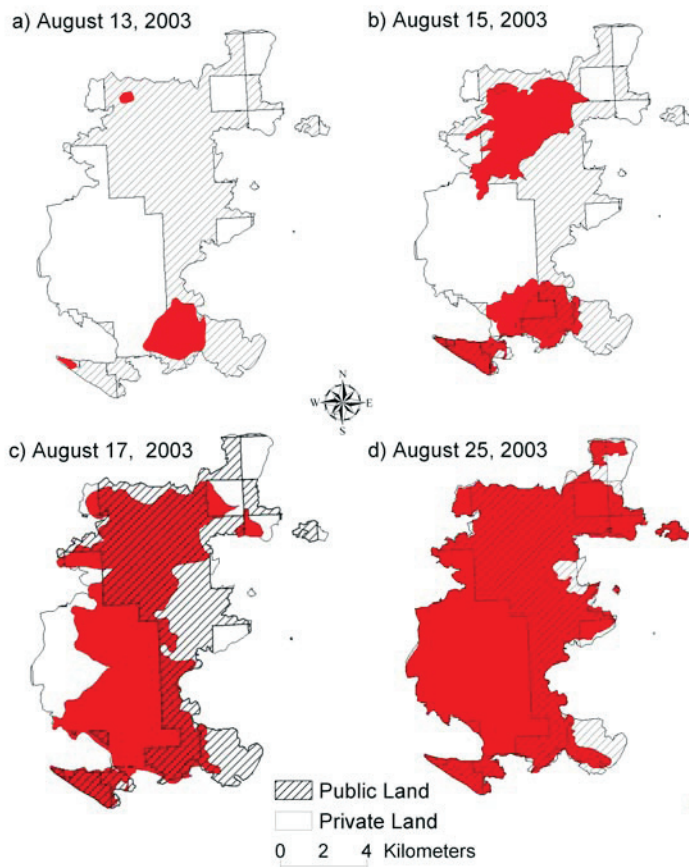 a) August 13, 2003
b) August 15, 2003
N
W E
S
c) August 17, 2003
d) August 25, 2003
Public Land
Private Land
0 2 4 Kilometers